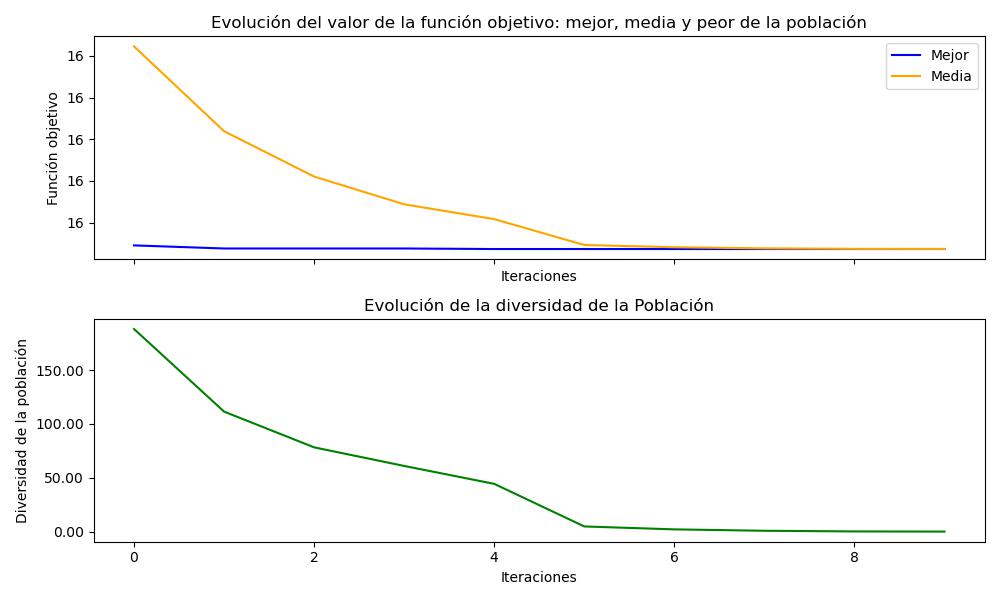 Evolución del valor de la función objetivo: mejor, media y peor de la población
16
16
16
16
16
Función objetivo
Mejor
Media
Iteraciones
Evolución de la diversidad de la Población
150.00
100.00
50.00
0.00
Diversidad de la población
0 2 4 6 8
Iteraciones